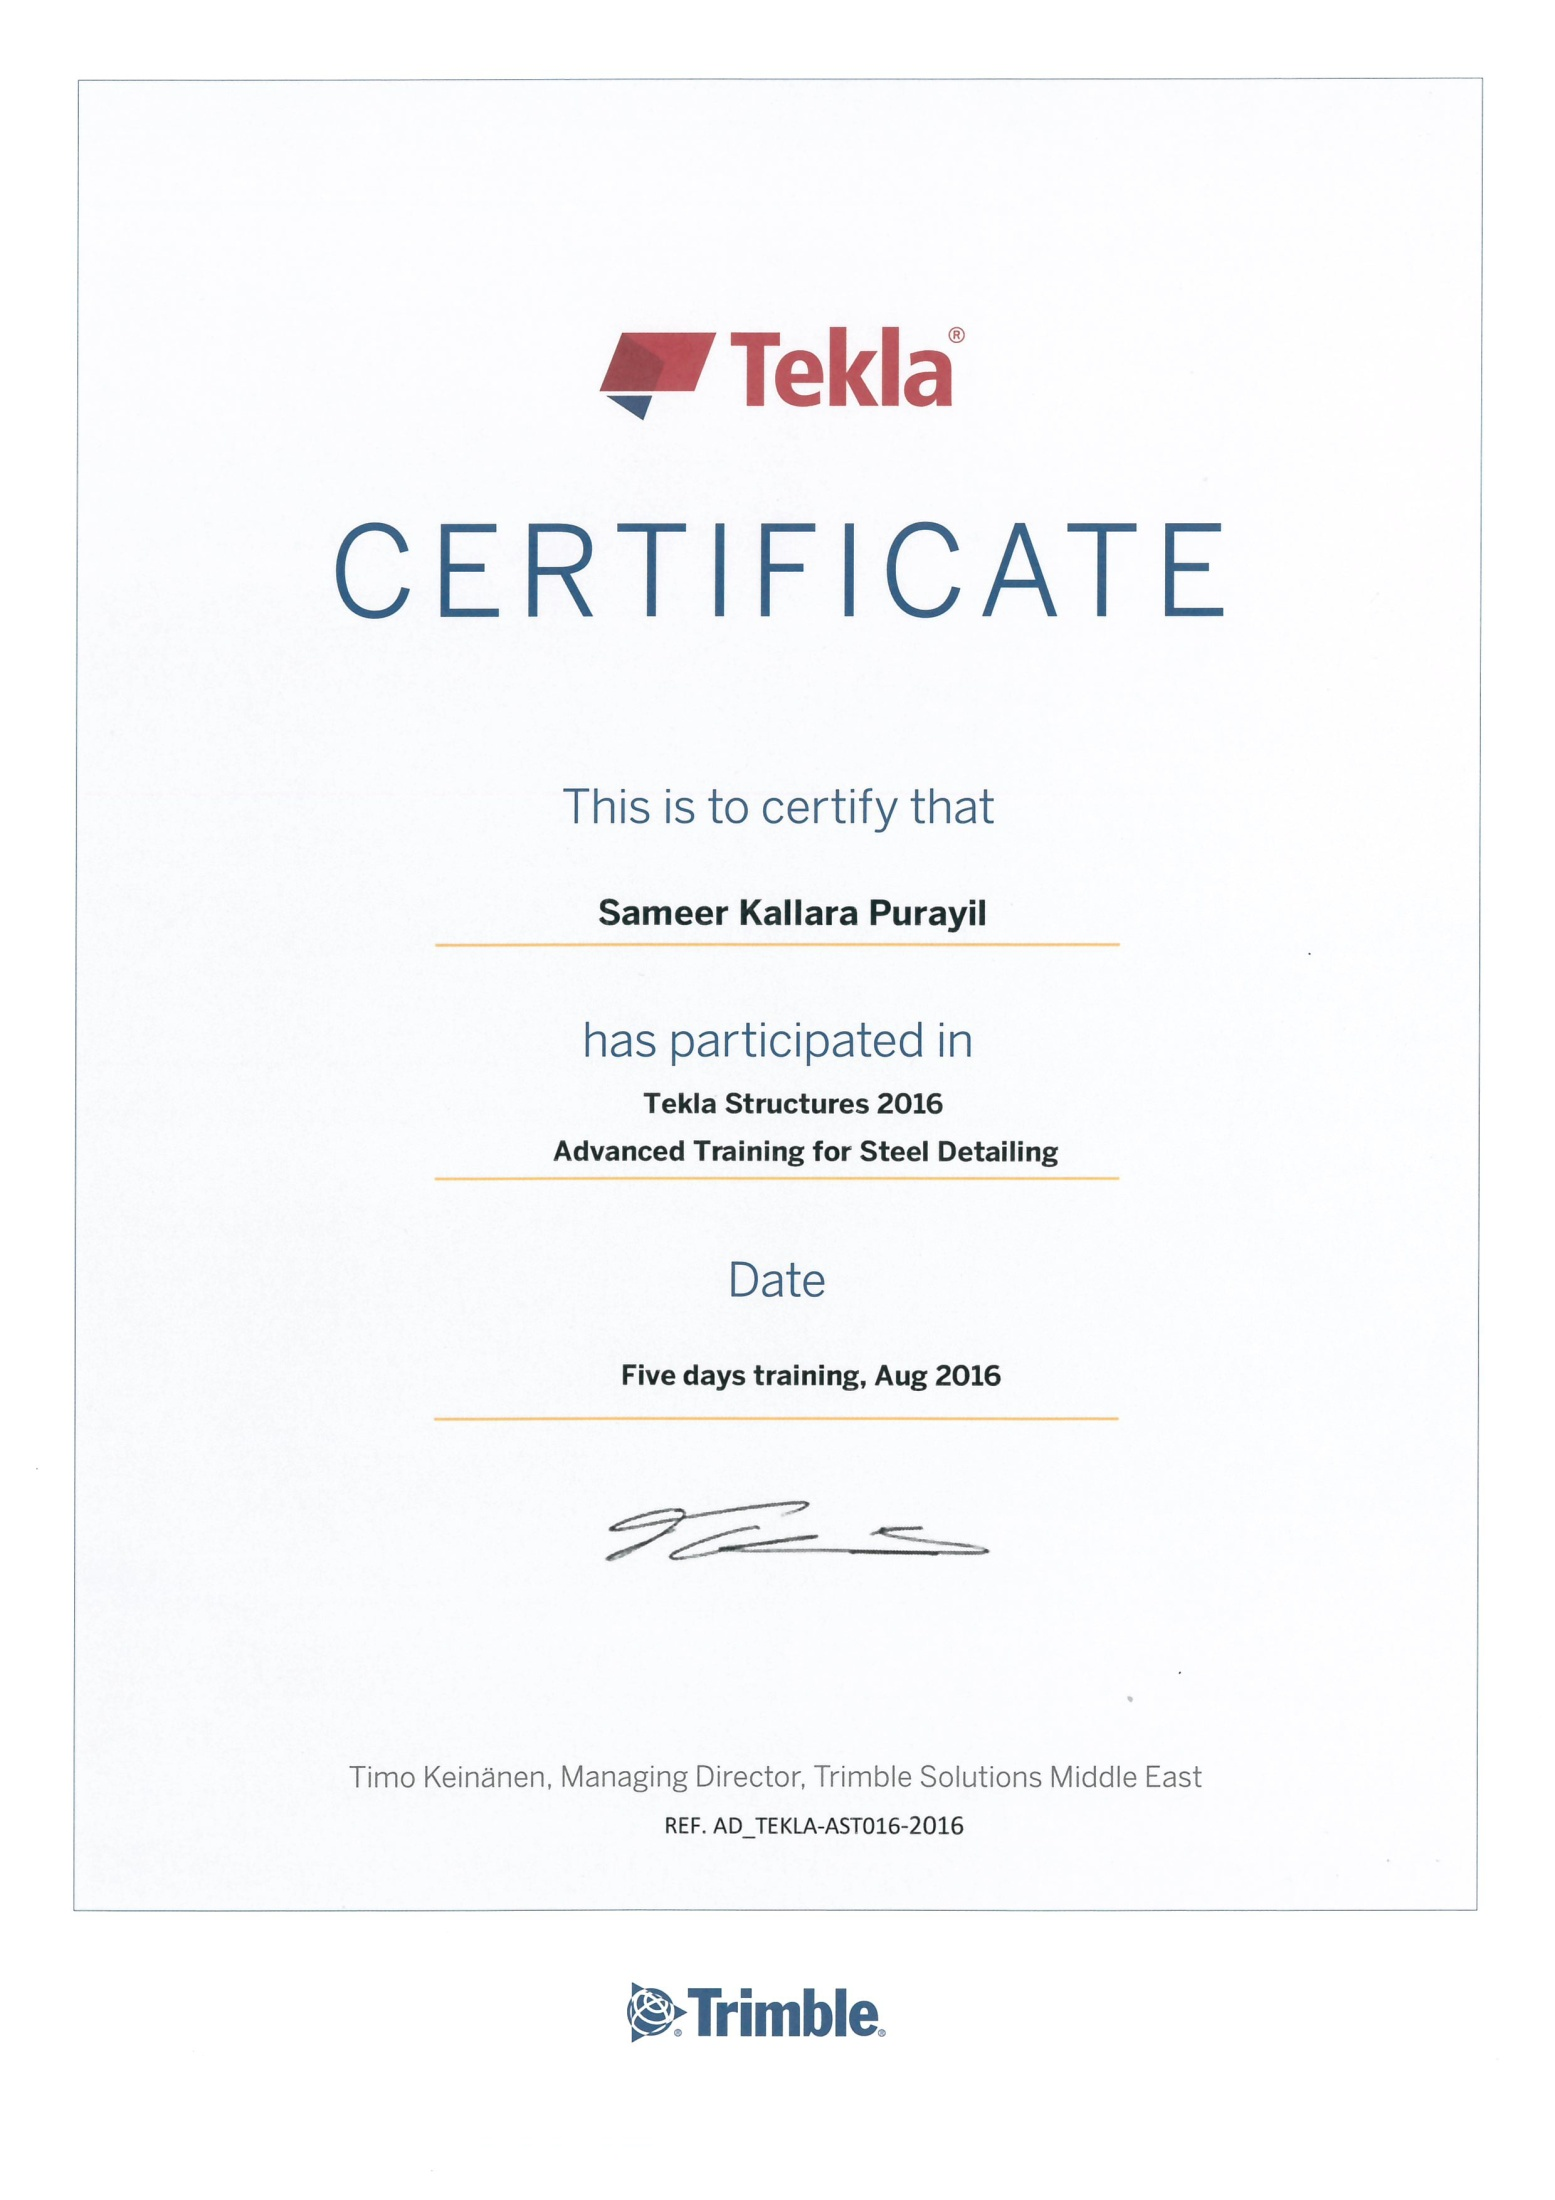 Tekla®
CERTIFICATE
This is to certify that
Sameer Kallara Purayil
has participated in
Tekla Structures 2016
Advanced Training for Steel Detailing
Date
Five days training, Aug 2016
Timo Keinänen, Managing Director, Trimble Solutions Middle East
REF. AD_TEKLA-AST016-2016
Trimble®